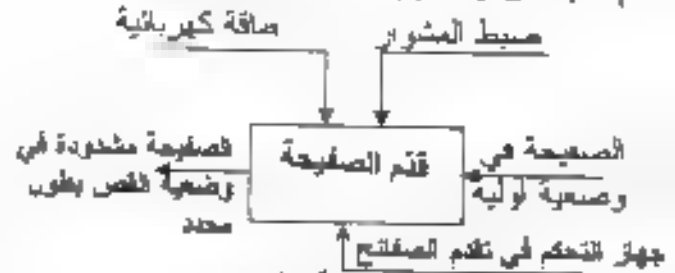 طاقة كهربائية
ضبط المشوار
الصفيحة في
وضعية أولية
قدم الصفيحة
الصفيحة مشدودة في
وضعية القص بطول
محدد
جهاز التحكم في تقدم الصفائح